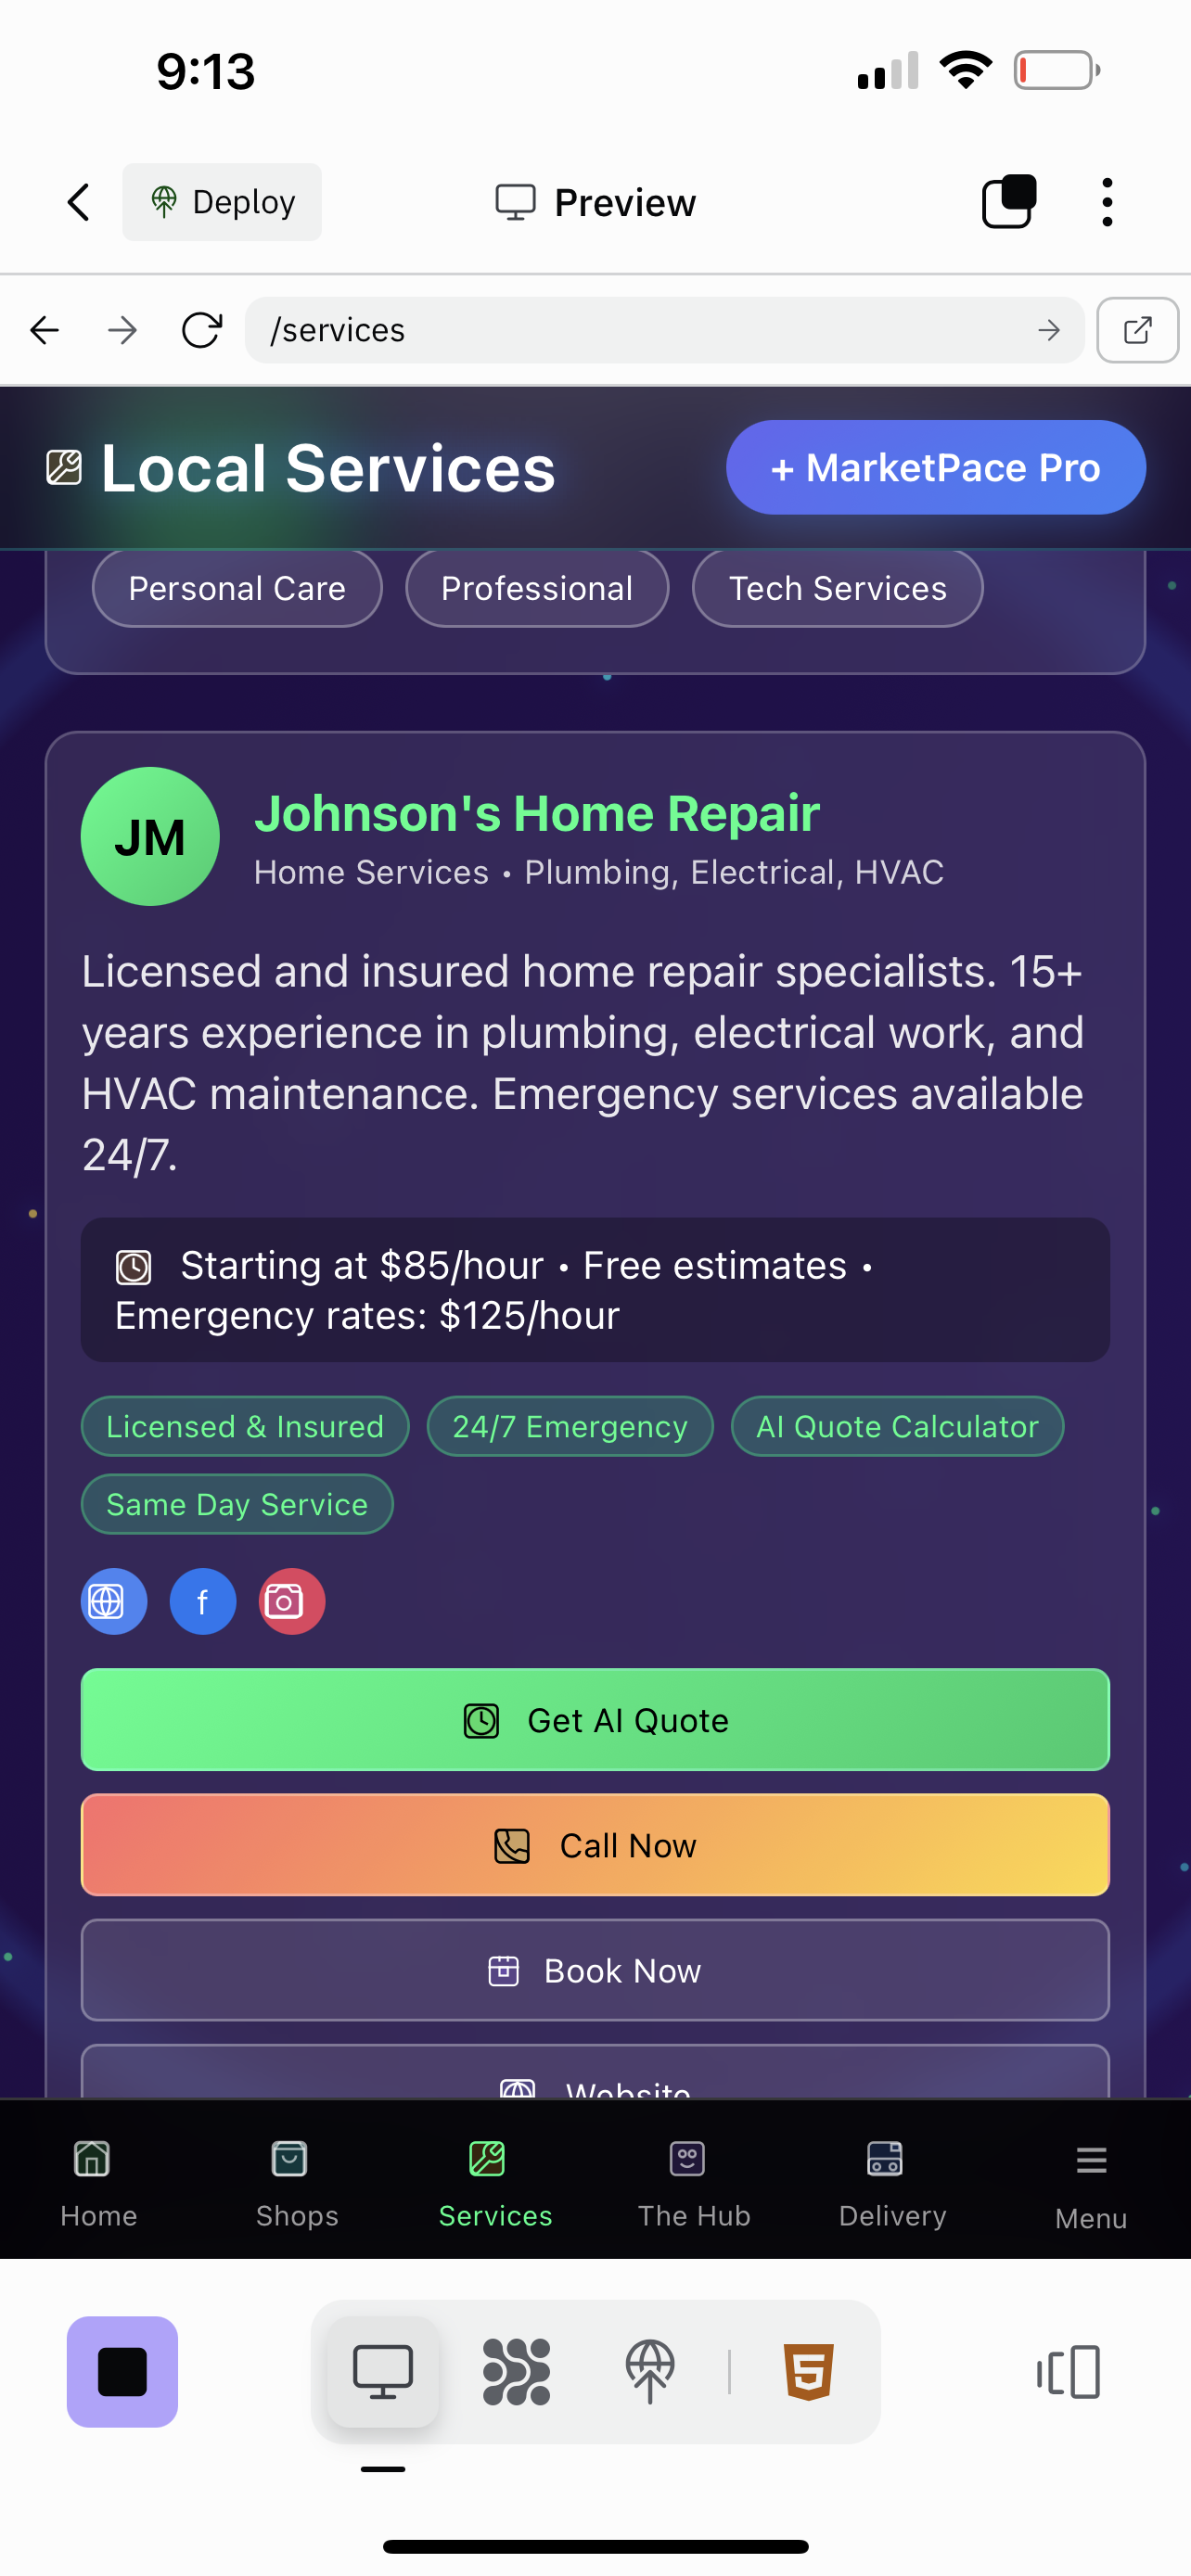 9:13
Deploy
Preview
/services
Local Services
+ MarketPace Pro
Personal Care
Professional
Tech Services
JM
Johnson's Home Repair
Home Services • Plumbing, Electrical, HVAC
Licensed and insured home repair specialists. 15+
years experience in plumbing, electrical work, and
HVAC maintenance. Emergency services available
24/7.
Starting at $85/hour • Free estimates •
Emergency rates: $125/hour
Licensed & Insured
24/7 Emergency
AI Quote Calculator
Same Day Service
f
Get AI Quote
Call Now
Book Now
Website
Home
Shops
Services
The Hub
Delivery
Menu
5